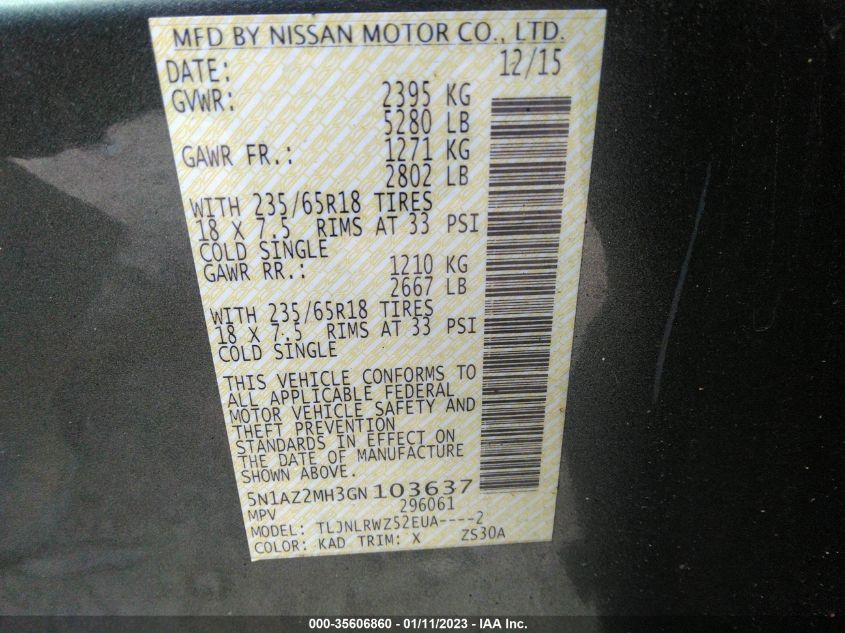 MFD BY NISSAN MOTOR CO., LTD.
DATE: 12/15
GVWR: 2395 KG
5280 LB
GAWR FR.: 1271 KG
2802 LB
WITH 235/65R18 TIRES
18 X 7.5 RIMS AT 33 PSI
COLD SINGLE
GAWR RR.: 1210 KG
2667 LB
WITH 235/65R18 TIRES
18 X 7.5 RIMS AT 33 PSI
COLD SINGLE
THIS VEHICLE CONFORMS TO
ALL APPLICABLE FEDERAL
MOTOR VEHICLE SAFETY AND
THEFT PREVENTION
STANDARDS IN EFFECT ON
THE DATE OF MANUFACTURE
SHOWN ABOVE.
5N1AZ2MH3GN103637
MPV 296061
MODEL: TLJNLRWZ52EUA----2
COLOR: KAD TRIM: X ZS30A
000-35606860 - 01/11/2023 - IAA Inc.